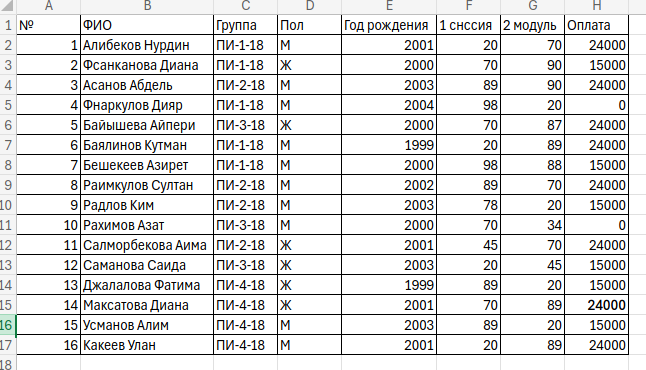 A B C D E F G H
1 № ФИО Группа Пол Год рождения 1 снссия 2 модуль Оплата
2 1 Алибеков Нурдин ПИ-1-18 М 2001 20 70 24000
3 2 Фсанканова Диана ПИ-1-18 Ж 2000 70 90 15000
4 3 Асанов Абдель ПИ-2-18 М 2003 89 90 24000
5 4 Фнаркулов Дияр ПИ-1-18 М 2004 98 20 0
6 5 Байышева Айпери ПИ-3-18 Ж 2000 70 87 24000
7 6 Баялинов Кутман ПИ-1-18 М 1999 20 89 24000
8 7 Бешекеев Азирет ПИ-1-18 М 2000 98 88 15000
9 8 Раимкулов Султан ПИ-2-18 М 2002 89 70 24000
10 9 Радлов Ким ПИ-2-18 М 2003 78 20 15000
11 10 Рахимов Азат ПИ-3-18 М 2000 70 34 0
12 11 Салморбекова Аима ПИ-2-18 Ж 2001 45 70 24000
13 12 Саманова Саида ПИ-3-18 Ж 2003 20 45 15000
14 13 Джалалова Фатима ПИ-4-18 Ж 1999 89 20 15000
15 14 Максатова Диана ПИ-4-18 Ж 2001 70 89 24000
16 15 Усманов Алим ПИ-4-18 М 2003 89 20 15000
17 16 Какеев Улан ПИ-4-18 М 2001 20 89 24000
18